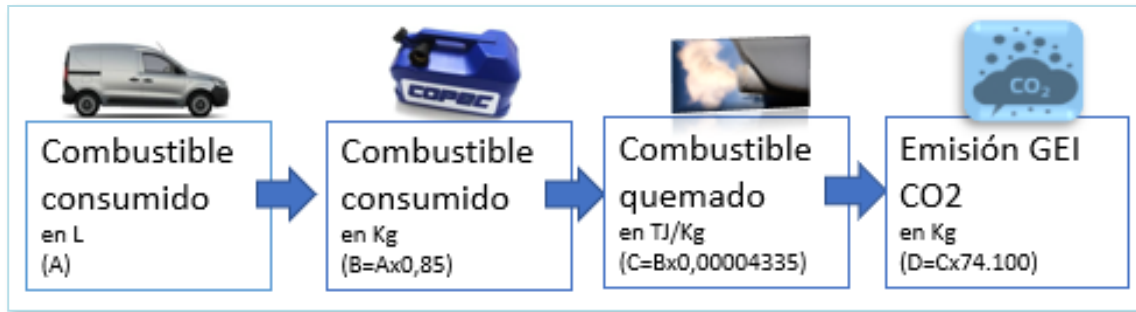 COPEC
CO2
Combustible
consumido
en L
(A)
Combustible
consumido
en Kg
(B=Ax0,85)
Combustible
quemado
en TJ/Kg
(C=Bx0,00004335)
Emisión GEI
CO2
en Kg
(D=Cx74.100)